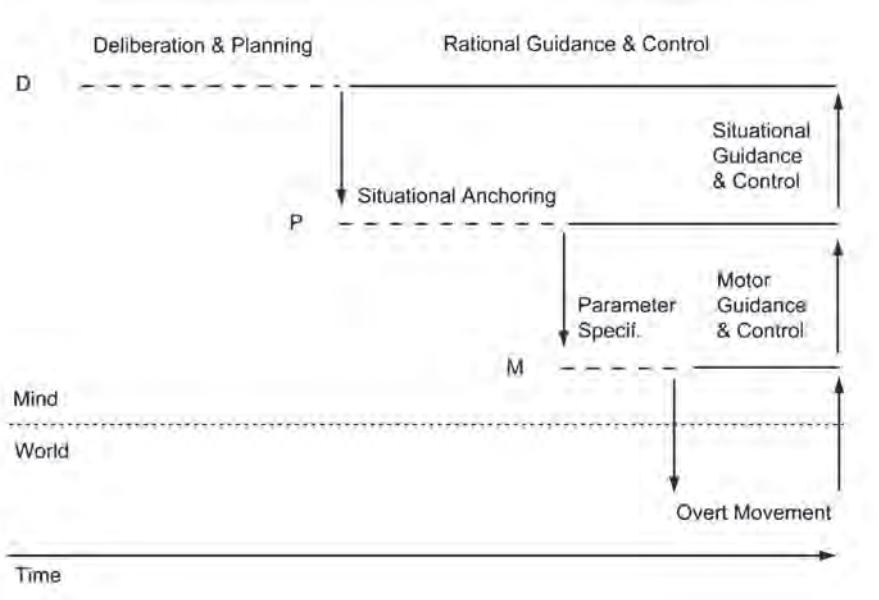 Deliberation & Planning
Rational Guidance & Control
D
Situational
Guidance
& Control
Situational Anchoring
P
Motor
Guidance
& Control
Parameter
Specif.
M
Mind
World
Overt Movement
Time